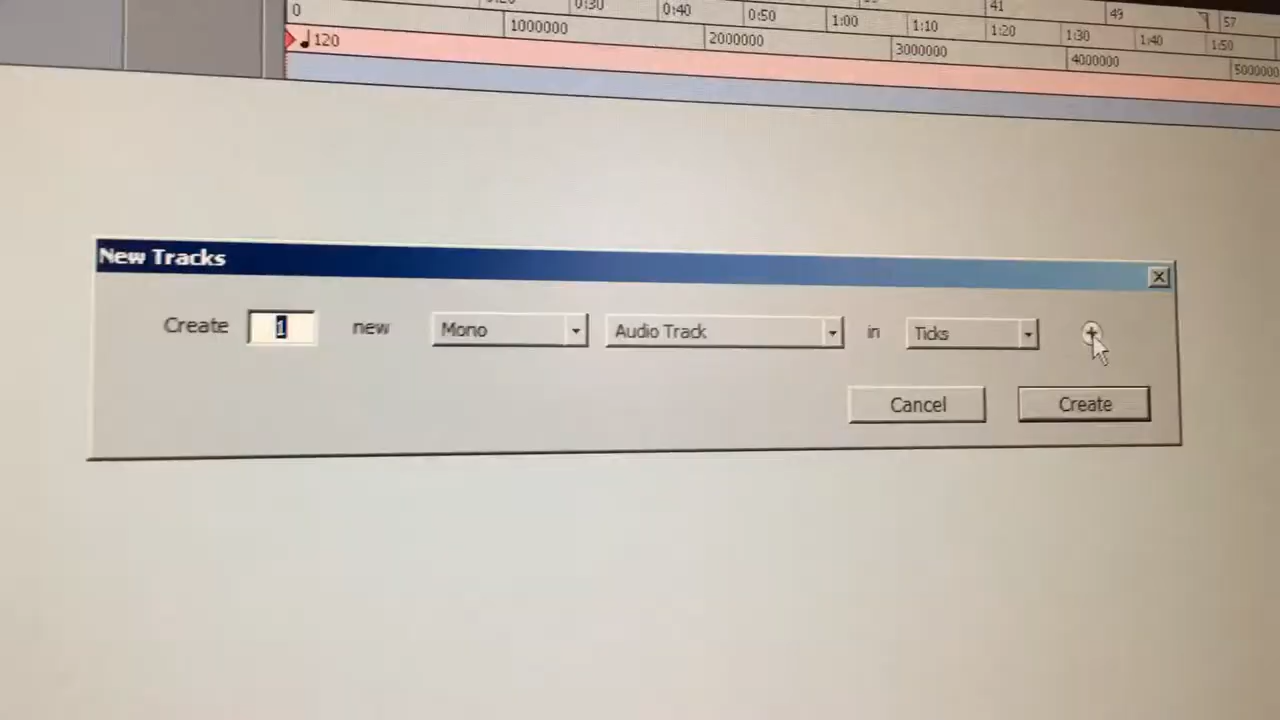 0 0:30 0:40 0:50 1:00 1:10 1:20 1:30 1:40 1:50
41 49 57
1000000 2000000 3000000 4000000 5000000
120
New Tracks
Create 1 new Mono Audio Track in Ticks
Cancel Create